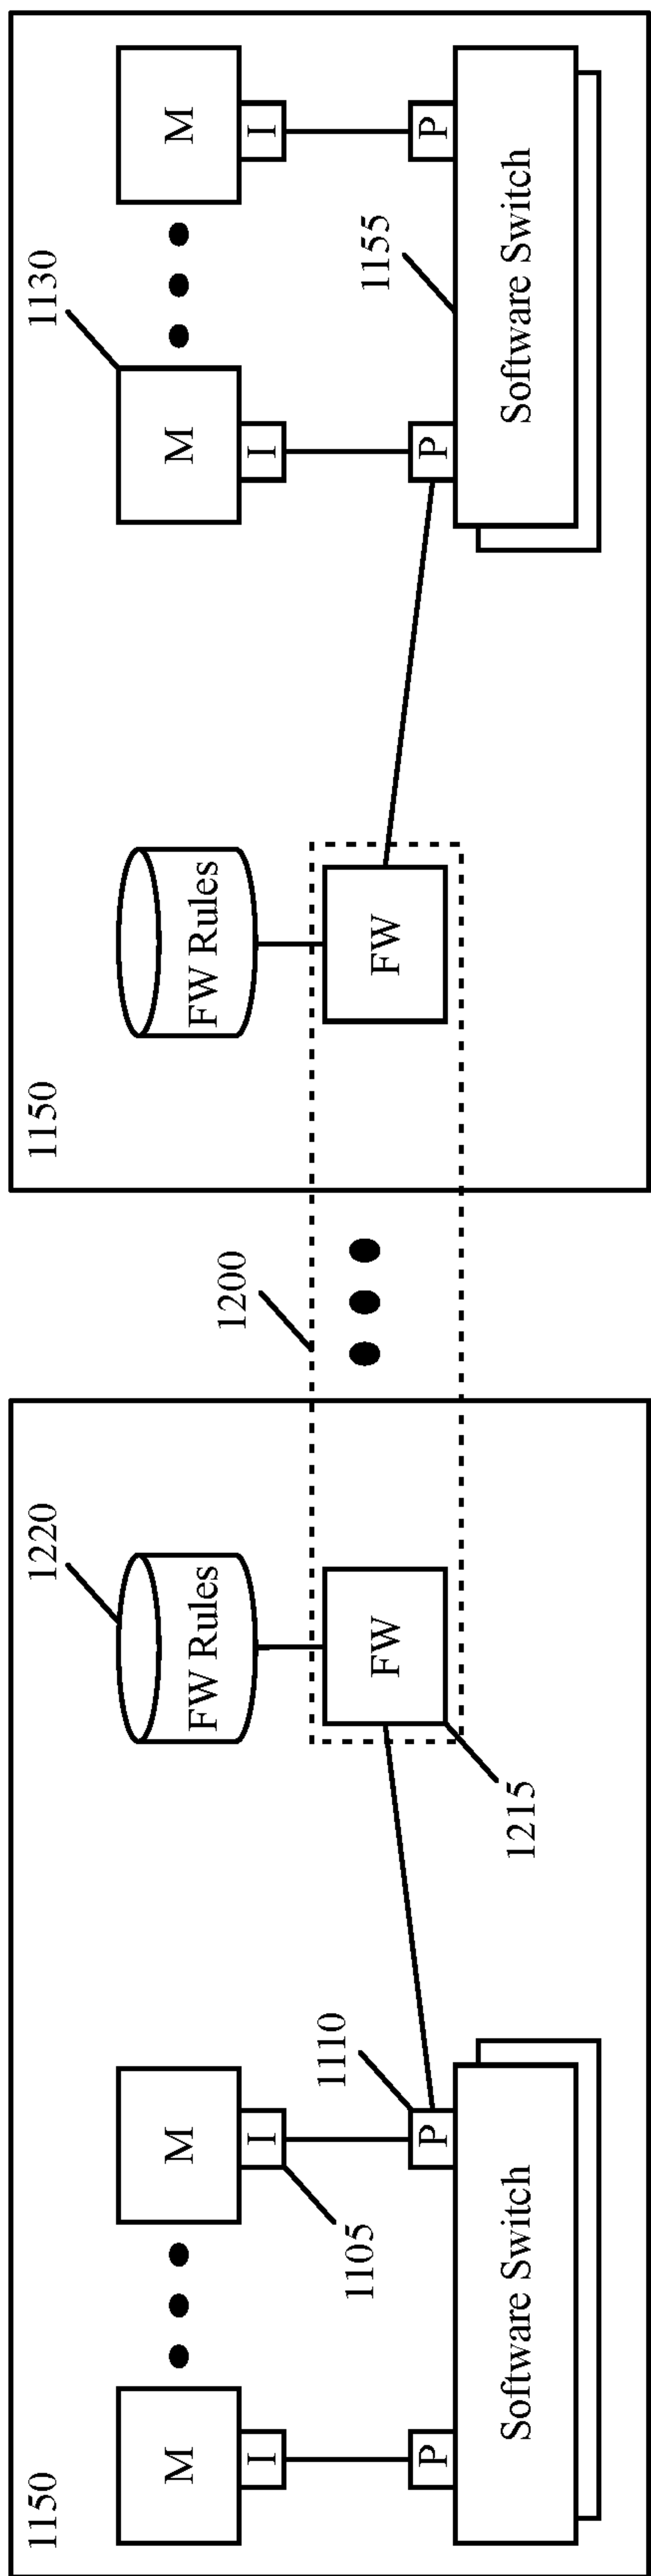 1150
1220
1150
1130
M
M
M
M
FW Rules
FW Rules
1200
I
I
I
I
1110
1105
1155
FW
FW
P
P
P
P
Software Switch
1215
Software Switch